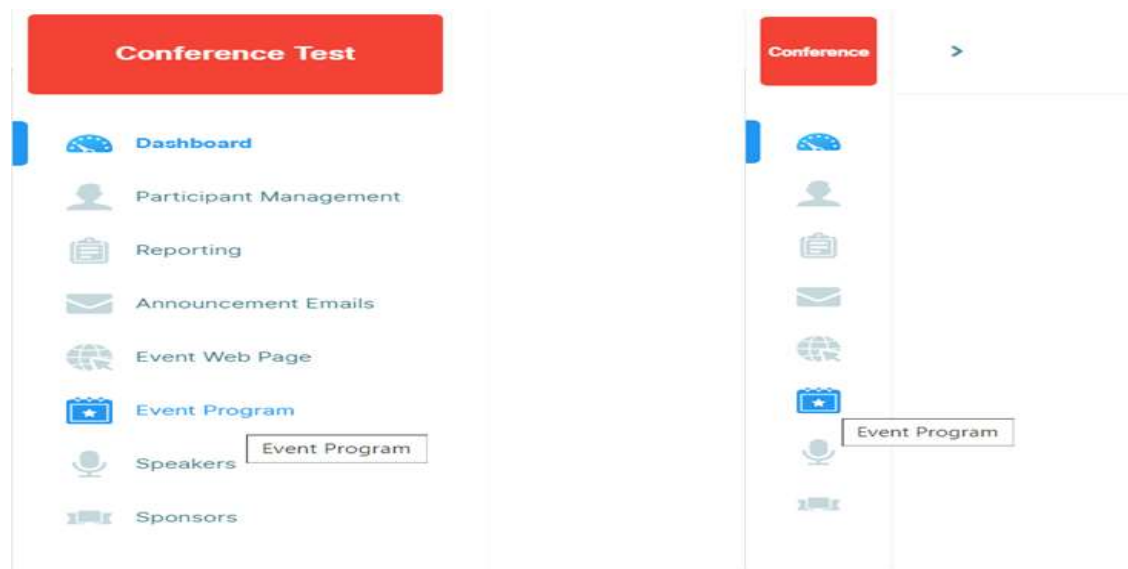 Conference Test
Dashboard
Participant Management
Reporting
Announcement Emails
Event Web Page
Event Program
Event Program
Speakers
Sponsors
Conference
>
Event Program